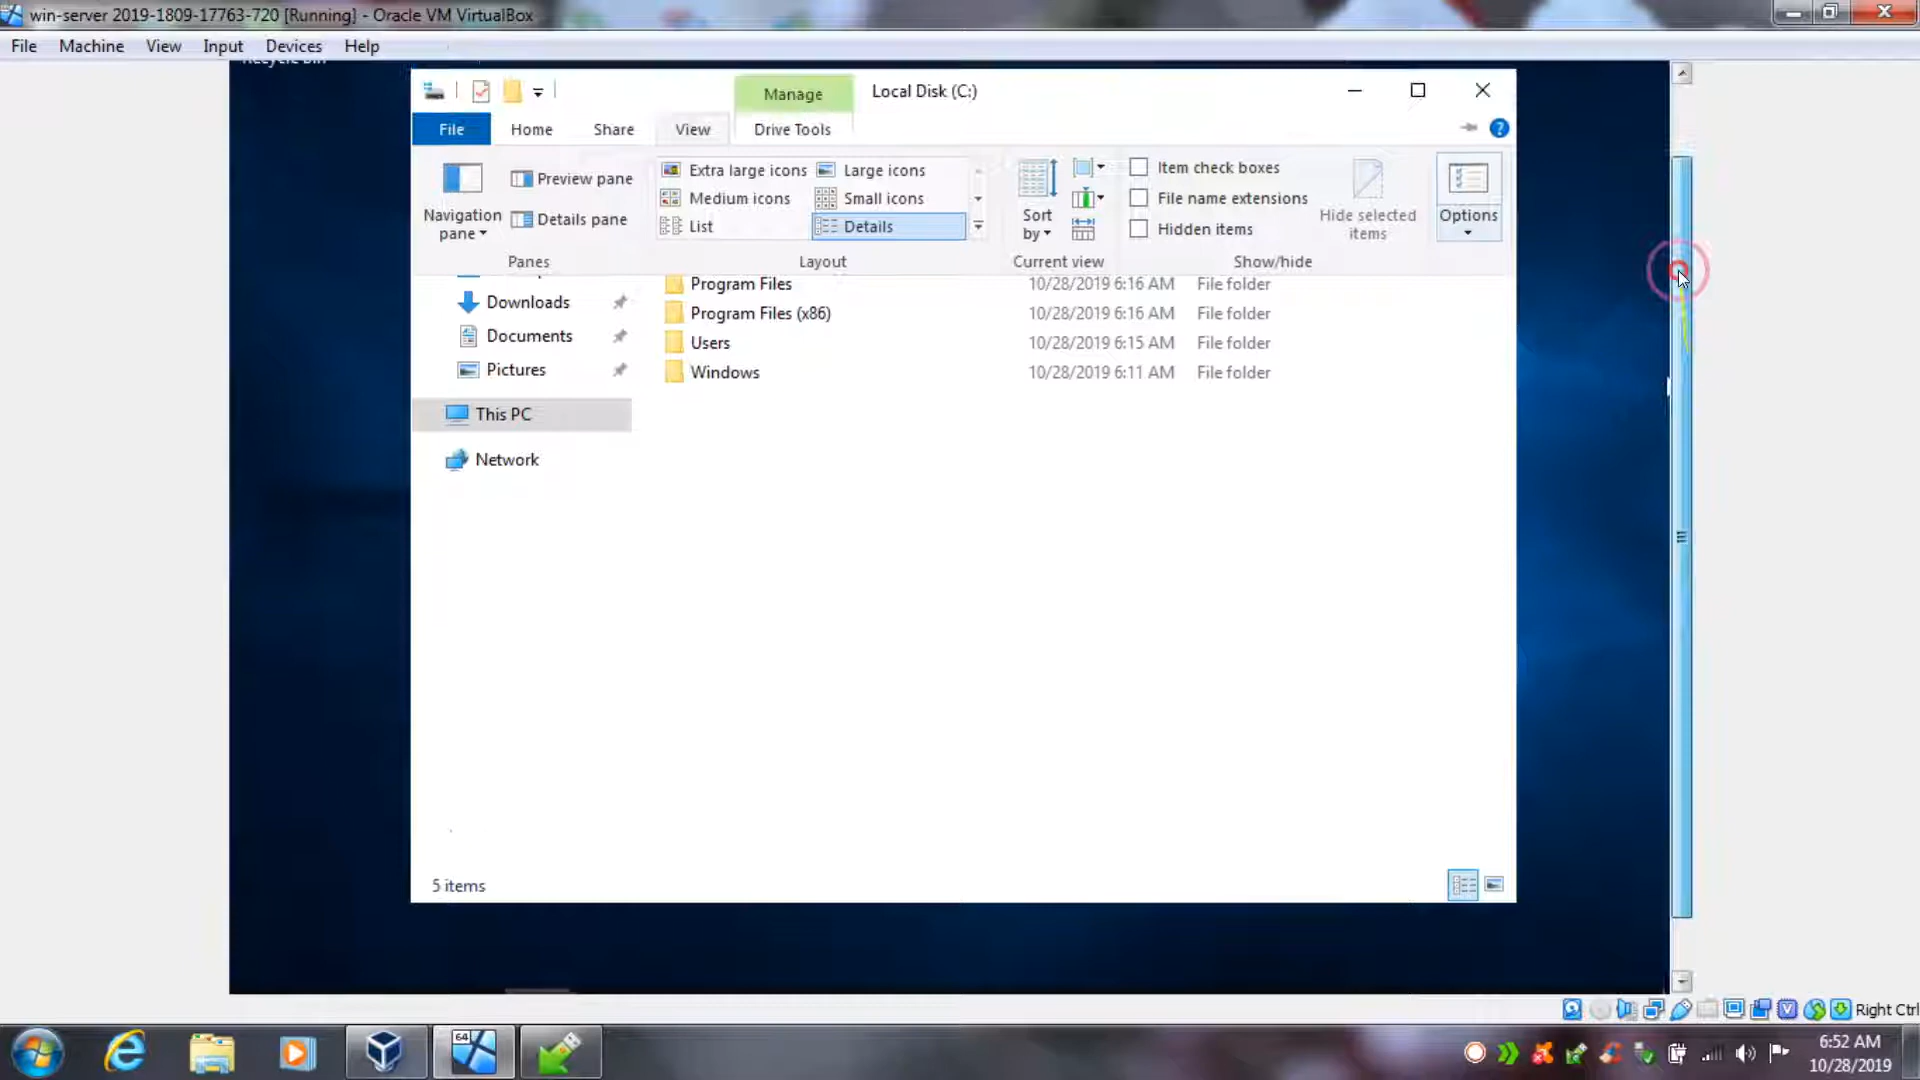 win-server 2019-1809-17763-720 [Running] - Oracle VM VirtualBox
File Machine View Input Devices Help
Recycle Bin
Manage Local Disk (C:)
File Home Share View Drive Tools
Navigation pane
Preview pane
Details pane
Panes
Extra large icons Large icons
Medium icons Small icons
List Details
Layout
Sort by
Current view
Item check boxes
File name extensions
Hidden items
Hide selected items
Show/hide
Options
Downloads
Documents
Pictures
This PC
Network
Program Files 10/28/2019 6:16 AM File folder
Program Files (x86) 10/28/2019 6:16 AM File folder
Users 10/28/2019 6:15 AM File folder
Windows 10/28/2019 6:11 AM File folder
5 items
Right Ctrl
64
6:52 AM
10/28/2019